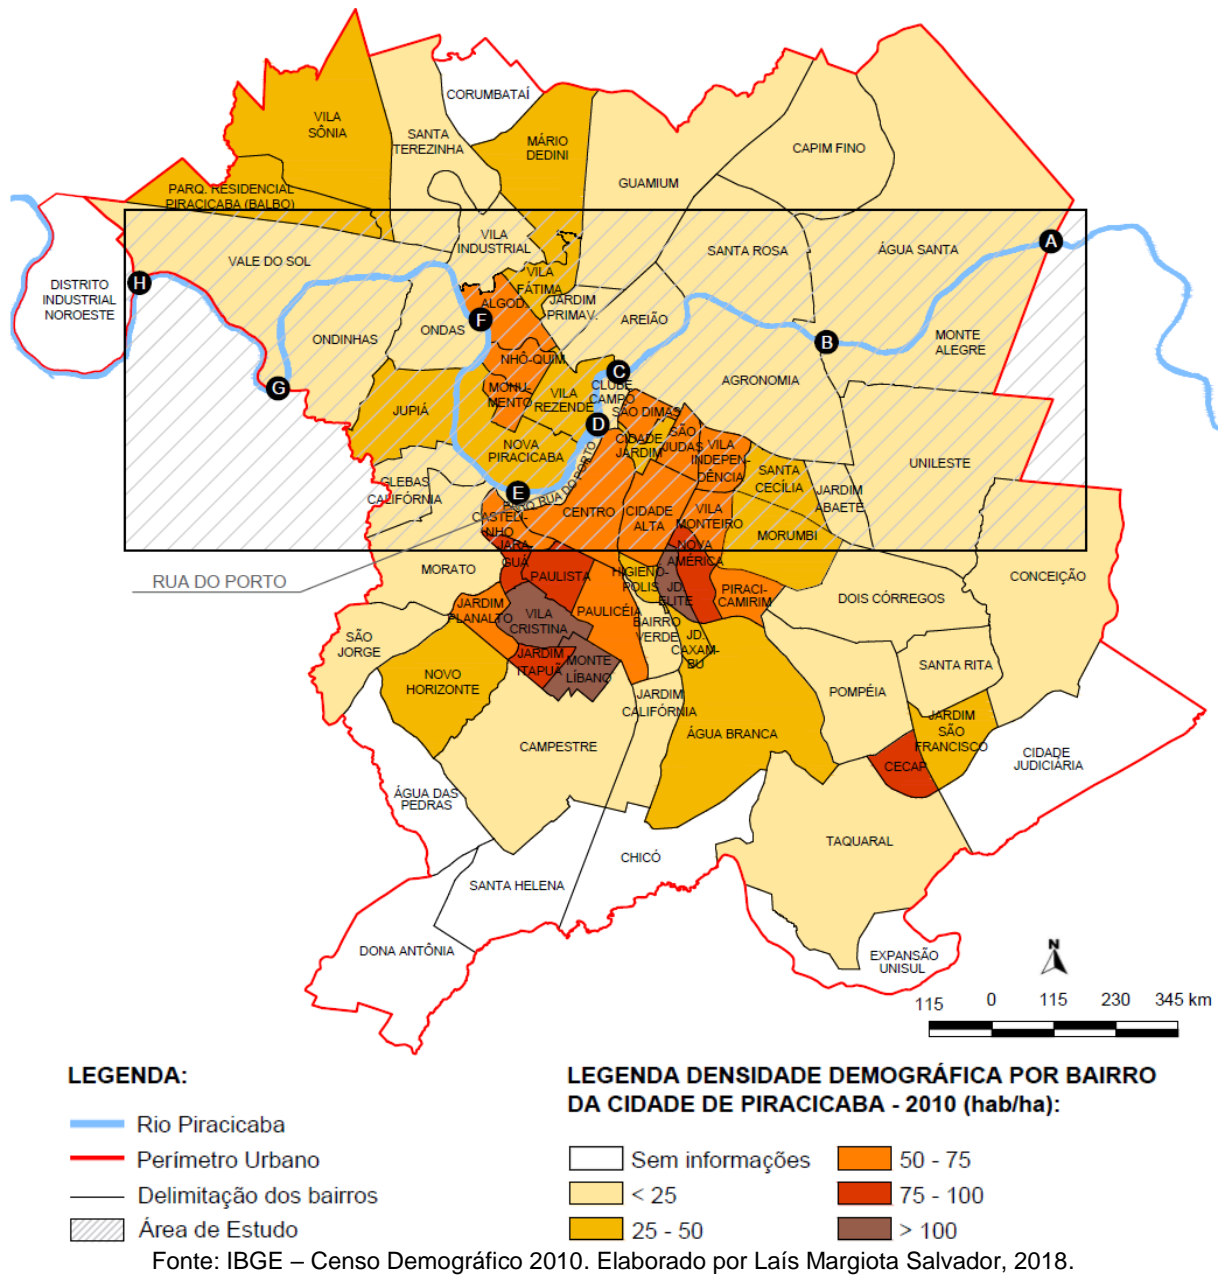 CORUMBATAÍ
VILA
SÔNIA
SANTA
TEREZINHA
MÁRIO
DEDINI
CAPIM FINO
GUAMIUM
PARQ. RESIDENCIAL
PIRACICABA (BALBO)
VILA
INDUSTRIAL
SANTA ROSA
ÁGUA SANTA
A
VALE DO SOL
DISTRITO
INDUSTRIAL
NOROESTE
H
VILA
FÁTIMA
ALGOD.
JARDIM
PRIMAV.
F
AREIÃO
ONDAS
ONDINHAS
B
MONTE
ALEGRE
NHÔ-QUIM
C
CLUBE
CAMPO
AGRONOMIA
G
MONU-
MENTO
VILA
REZENDE
JUPIÁ
SÃO DIMAS
D
CIDADE
JARDIM
SÃO
JUDAS
VILA
INDEPEN-
DÊNCIA
NOVA
PIRACICABA
RUA DO PORTO
SANTA
CECÍLIA
UNILESTE
JARDIM
ABAETE
GLEBAS
CALIFÓRNIA
E
CASTELI-
NHO
CENTRO
CIDADE
ALTA
VILA
MONTEIRO
MORUMBI
JARA-
GUÁ
NOVA
AMÉRICA
RUA DO PORTO
MORATO
PAULISTA
HIGIENÓ-
POLIS
JD.
ELITE
PIRACI-
CAMIRIM
CONCEIÇÃO
DOIS CÓRREGOS
JARDIM
PLANALTO
VILA
CRISTINA
PAULICÉIA
BAIRRO
VERDE
JD.
CAXAM-
BU
SÃO
JORGE
JARDIM
ITAPUÃ
MONTE
LÍBANO
SANTA RITA
NOVO
HORIZONTE
POMPÉIA
JARDIM
CALIFÓRNIA
JARDIM
SÃO
FRANCISCO
ÁGUA BRANCA
CAMPESTRE
CIDADE
JUDICIÁRIA
CECAP
ÁGUA DAS
PEDRAS
TAQUARAL
CHICÓ
SANTA HELENA
DONA ANTÔNIA
EXPANSÃO
UNISUL
N
115 0 115 230 345 km
LEGENDA:
Rio Piracicaba
Perímetro Urbano
Delimitação dos bairros
Área de Estudo
LEGENDA DENSIDADE DEMOGRÁFICA POR BAIRRO
DA CIDADE DE PIRACICABA - 2010 (hab/ha):
Sem informações
< 25
25 - 50
50 - 75
75 - 100
> 100
Fonte: IBGE – Censo Demográfico 2010. Elaborado por Laís Margiota Salvador, 2018.